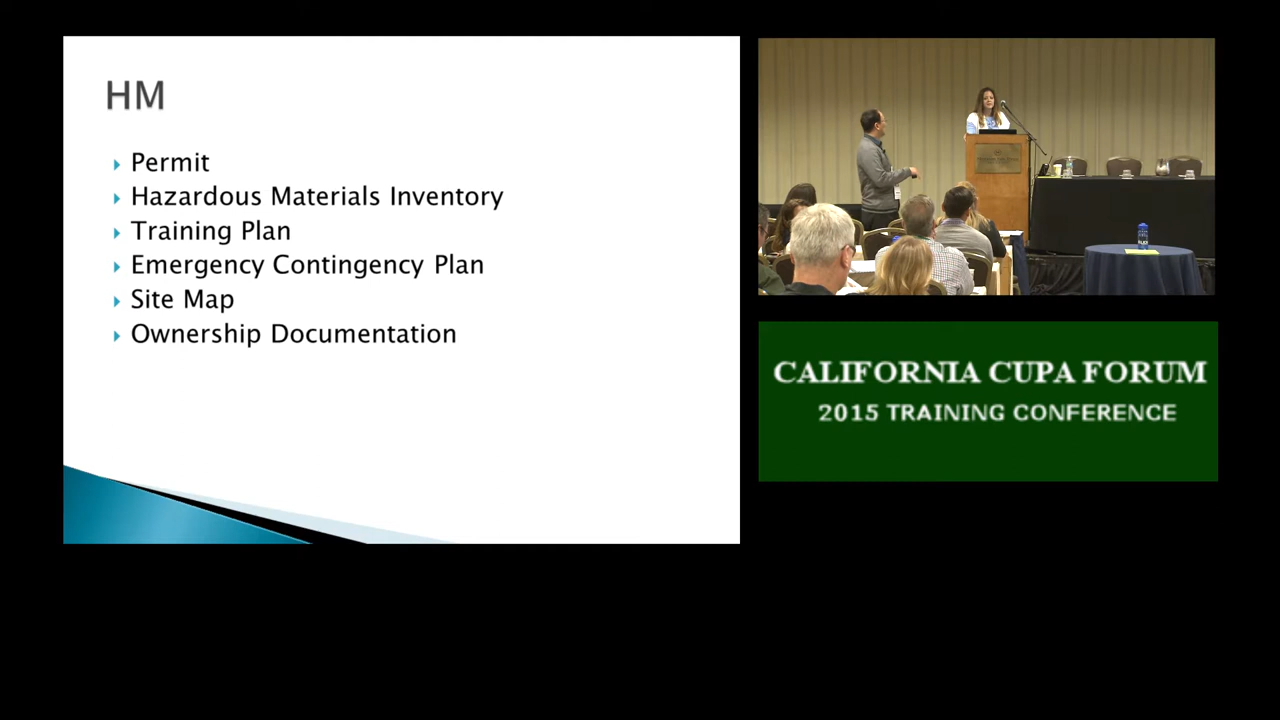 HM
Permit
Hazardous Materials Inventory
Training Plan
Emergency Contingency Plan
Site Map
Ownership Documentation
CALIFORNIA CUPA FORUM
2015 TRAINING CONFERENCE